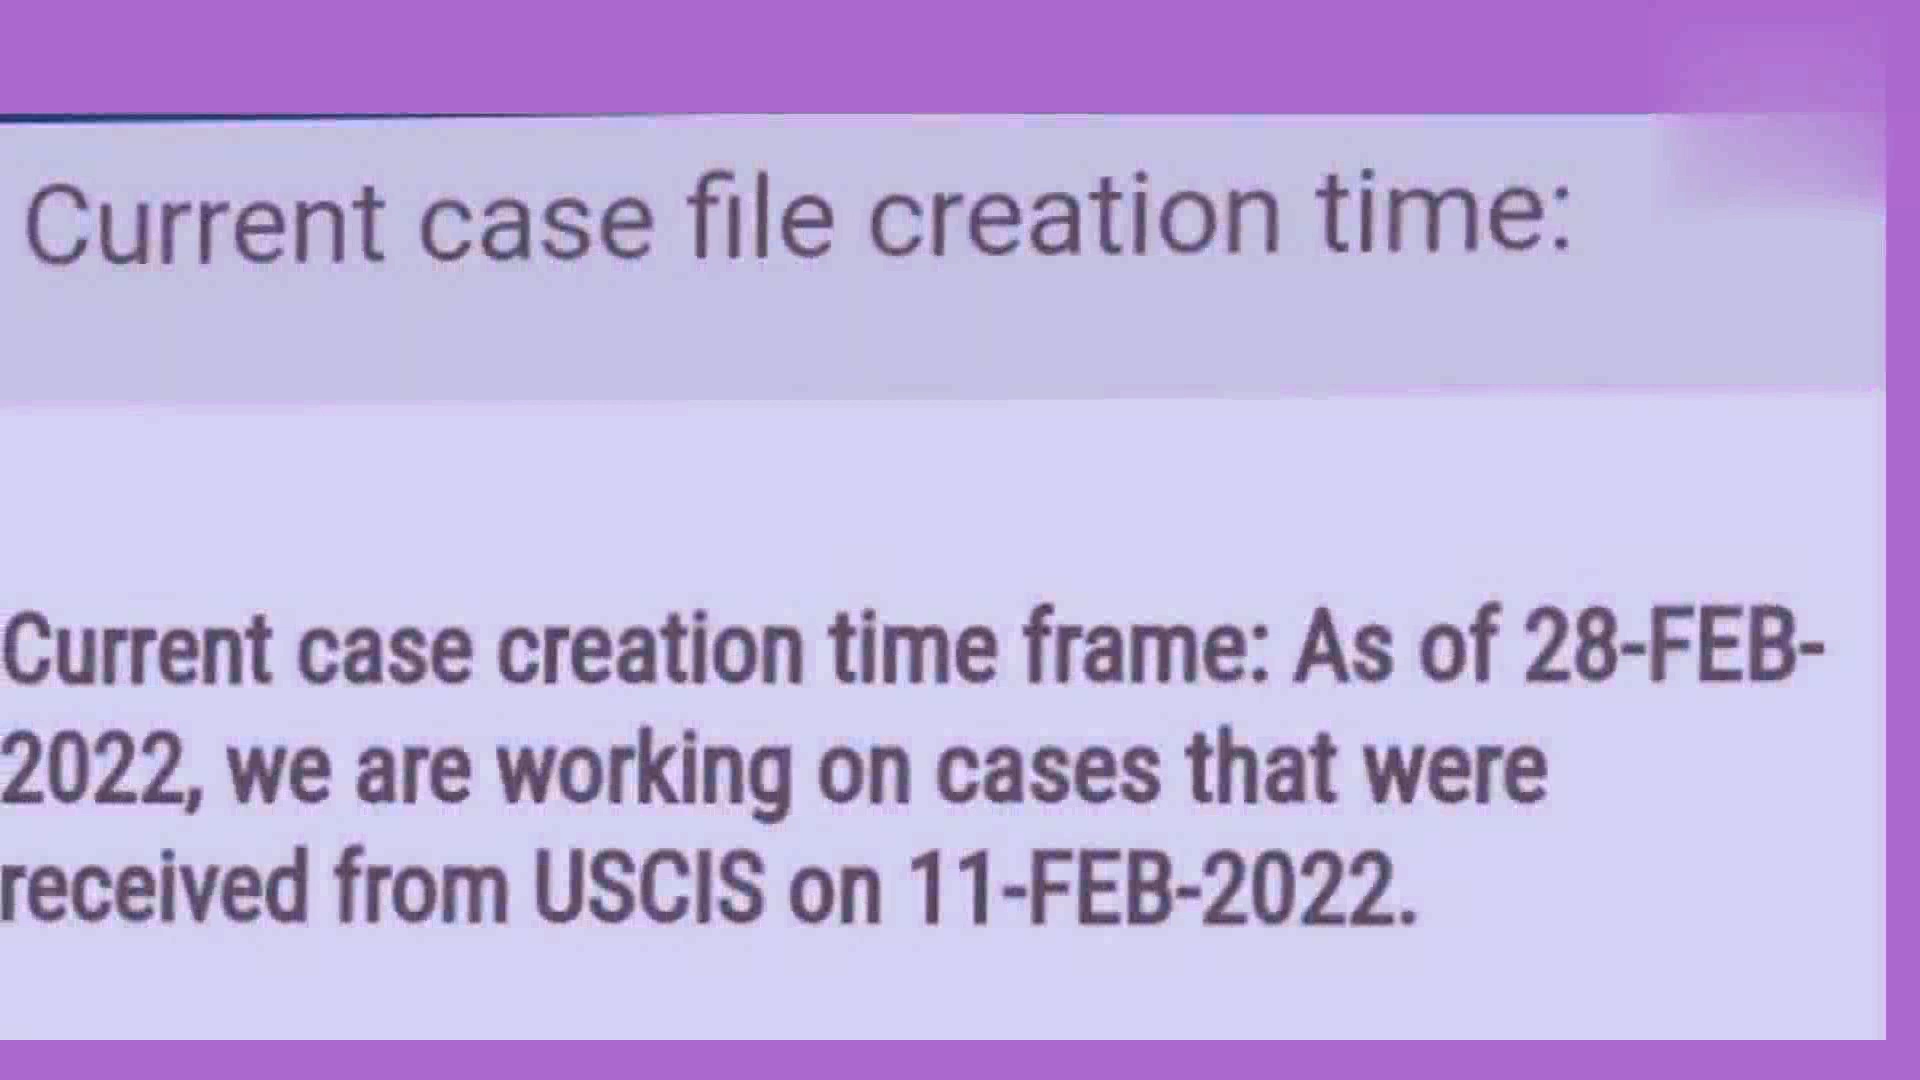 Current case file creation time:
Current case creation time frame: As of 28-FEB-
2022, we are working on cases that were
received from USCIS on 11-FEB-2022.